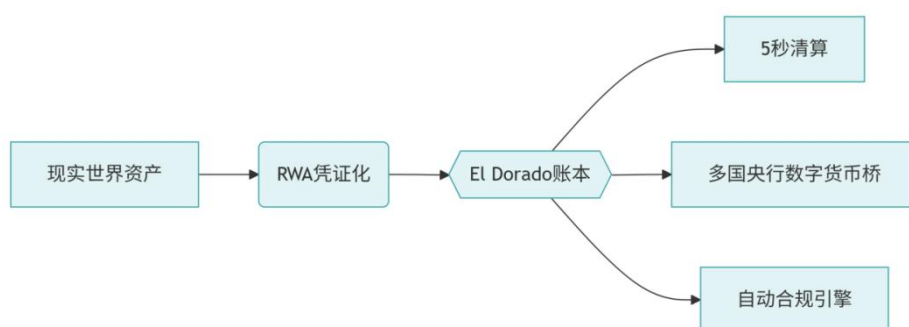 5秒清算
现实世界资产
RWA凭证化
El Dorado账本
多国央行数字货币桥
自动合规引擎